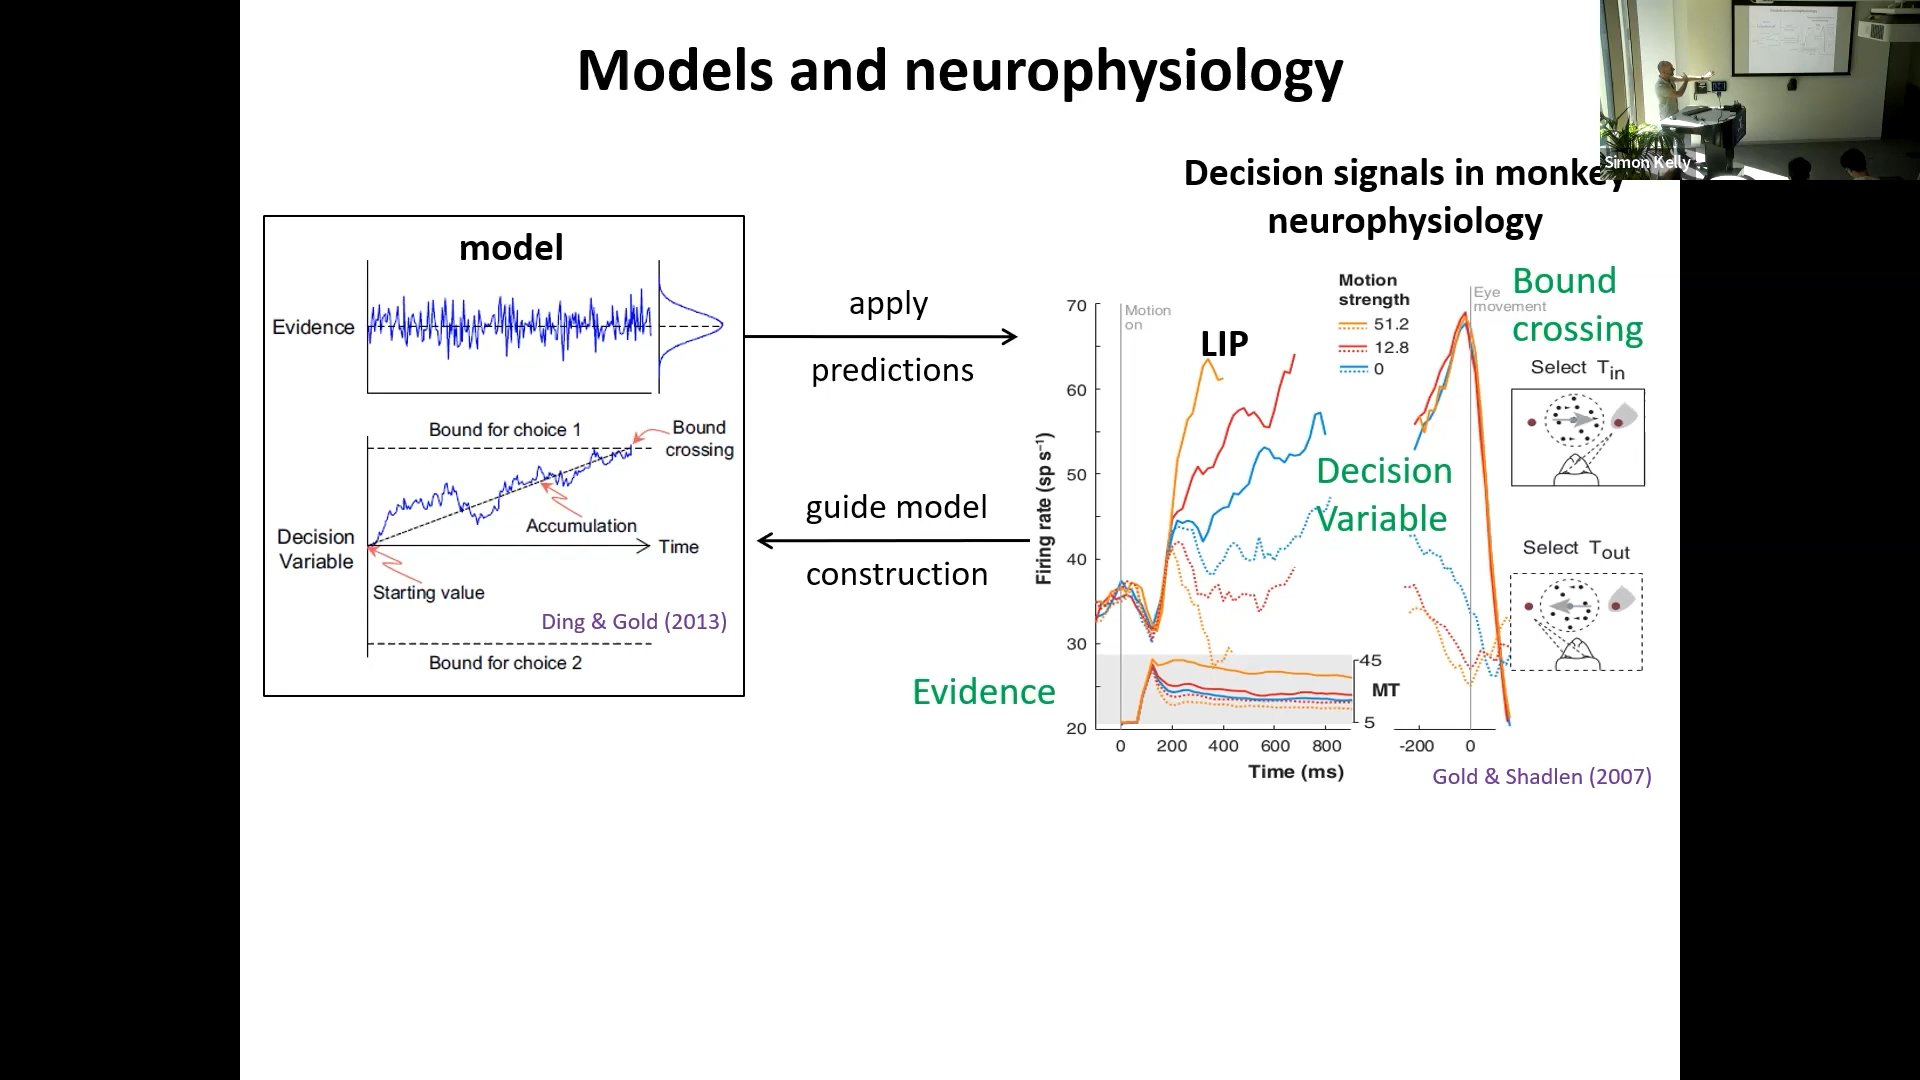 Models and neurophysiology
Simon Kelly
Decision signals in monkey
neurophysiology
model
Evidence
Bound for choice 1
Bound
crossing
Accumulation
Decision
Variable
Time
Starting value
Ding & Gold (2013)
Bound for choice 2
apply
predictions
guide model
construction
Evidence
Motion
on
LIP
Motion
strength
51.2
12.8
0
Eye
movement
Bound
crossing
Decision
Variable
Firing rate (sp s⁻¹)
70
60
50
40
30
20
45
MT
5
0 200 400 600 800
-200 0
Time (ms)
Select Tin
Select Tout
Gold & Shadlen (2007)